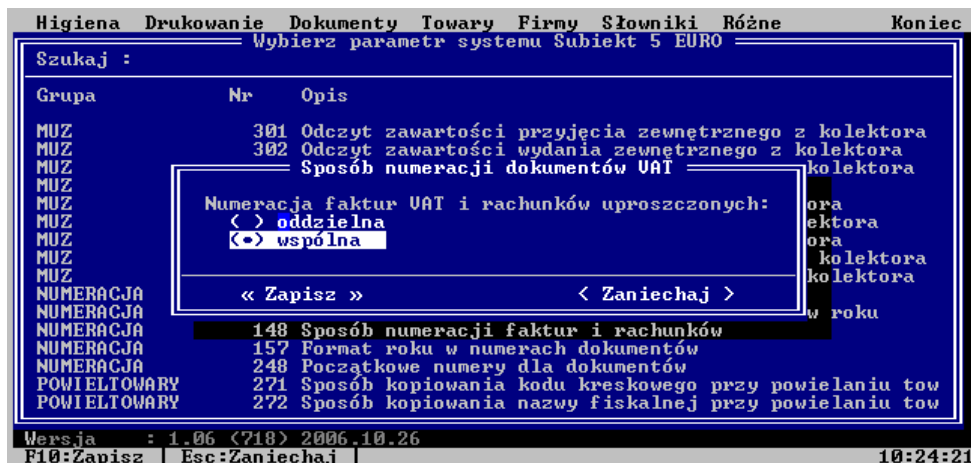 Higiena Drukowanie Dokumenty Towary Firmy Słowniki Różne Koniec
Wybierz parametr systemu Subiekt 5 EURO
Szukaj :
Grupa Nr Opis
MUZ 301 Odczyt zawartości przyjęcia zewnętrznego z kolektora
MUZ 302 Odczyt zawartości wydania zewnętrznego z kolektora
MUZ kolektora
MUZ
MUZ ora
MUZ ektora
MUZ ora
MUZ kolektora
MUZ kolektora
NUMERACJA
NUMERACJA w roku
NUMERACJA 148 Sposób numeracji faktur i rachunków
NUMERACJA 157 Format roku w numerach dokumentów
NUMERACJA 248 Początkowe numery dla dokumentów
POWIELTOWARY 271 Sposób kopiowania kodu kreskowego przy powielaniu tow
POWIELTOWARY 272 Sposób kopiowania nazwy fiskalnej przy powielaniu tow
Sposób numeracji dokumentów VAT
Numeracja faktur VAT i rachunków uproszczonych:
( ) oddzielna
(•) wspólna
« Zapisz » < Zaniechaj >
Wersja : 1.06 (718) 2006.10.26
F10:Zapisz | Esc:Zaniechaj | 10:24:21